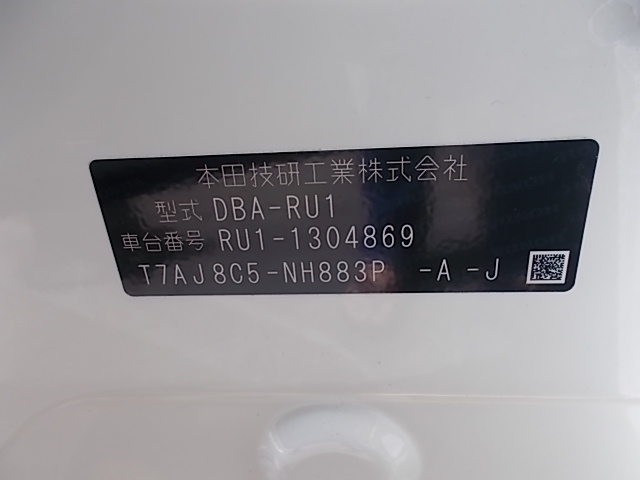 本田技研工業株式会社
型式 DBA-RU1
車台番号 RU1-1304869
T7AJ8C5-NH883P -A -J